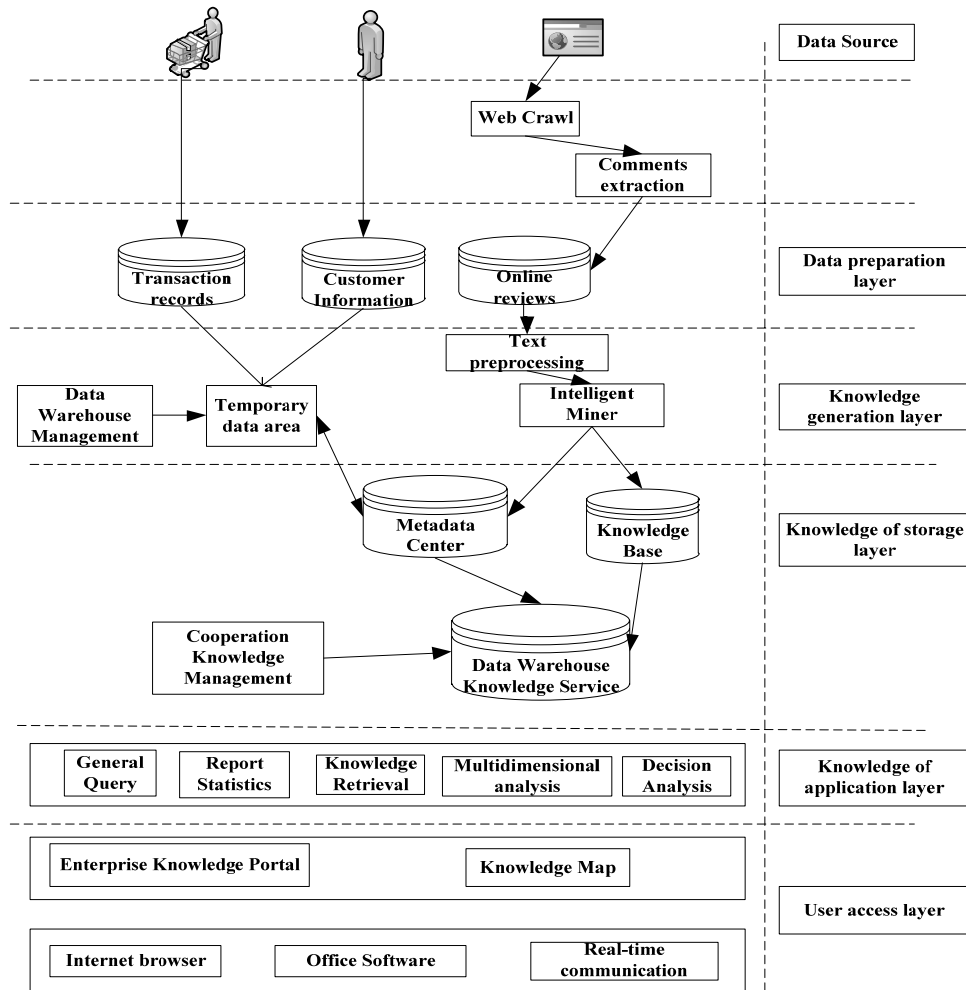 Data Source
Web Crawl
Comments
extraction
Transaction
records
Customer
Information
Online
reviews
Data preparation
layer
Text
preprocessing
Data
Warehouse
Management
Temporary
data area
Intelligent
Miner
Knowledge
generation layer
Metadata
Center
Knowledge
Base
Knowledge of storage
layer
Cooperation
Knowledge
Management
Data Warehouse
Knowledge Service
General
Query
Report
Statistics
Knowledge
Retrieval
Multidimensional
analysis
Decision
Analysis
Knowledge of
application layer
Enterprise Knowledge Portal
Knowledge Map
User access layer
Internet browser
Office Software
Real-time
communication